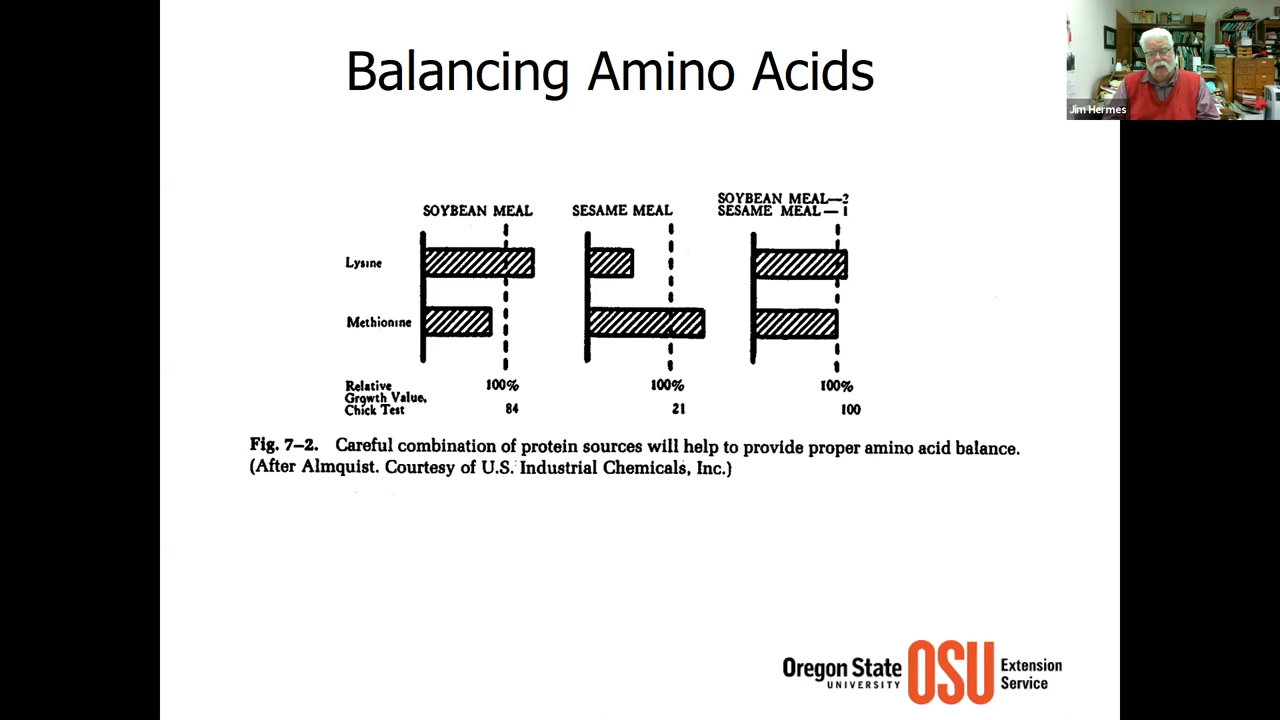 Balancing Amino Acids
Jim Hermes
SOYBEAN MEAL
SESAME MEAL
SOYBEAN MEAL—2
SESAME MEAL—1
Lysine
Methionine
Relative
Growth Value,
Chick Test
100%
84
100%
21
100%
100
Fig. 7–2. Careful combination of protein sources will help to provide proper amino acid balance.
(After Almquist. Courtesy of U.S. Industrial Chemicals, Inc.)
Oregon State
UNIVERSITY
OSU
Extension
Service